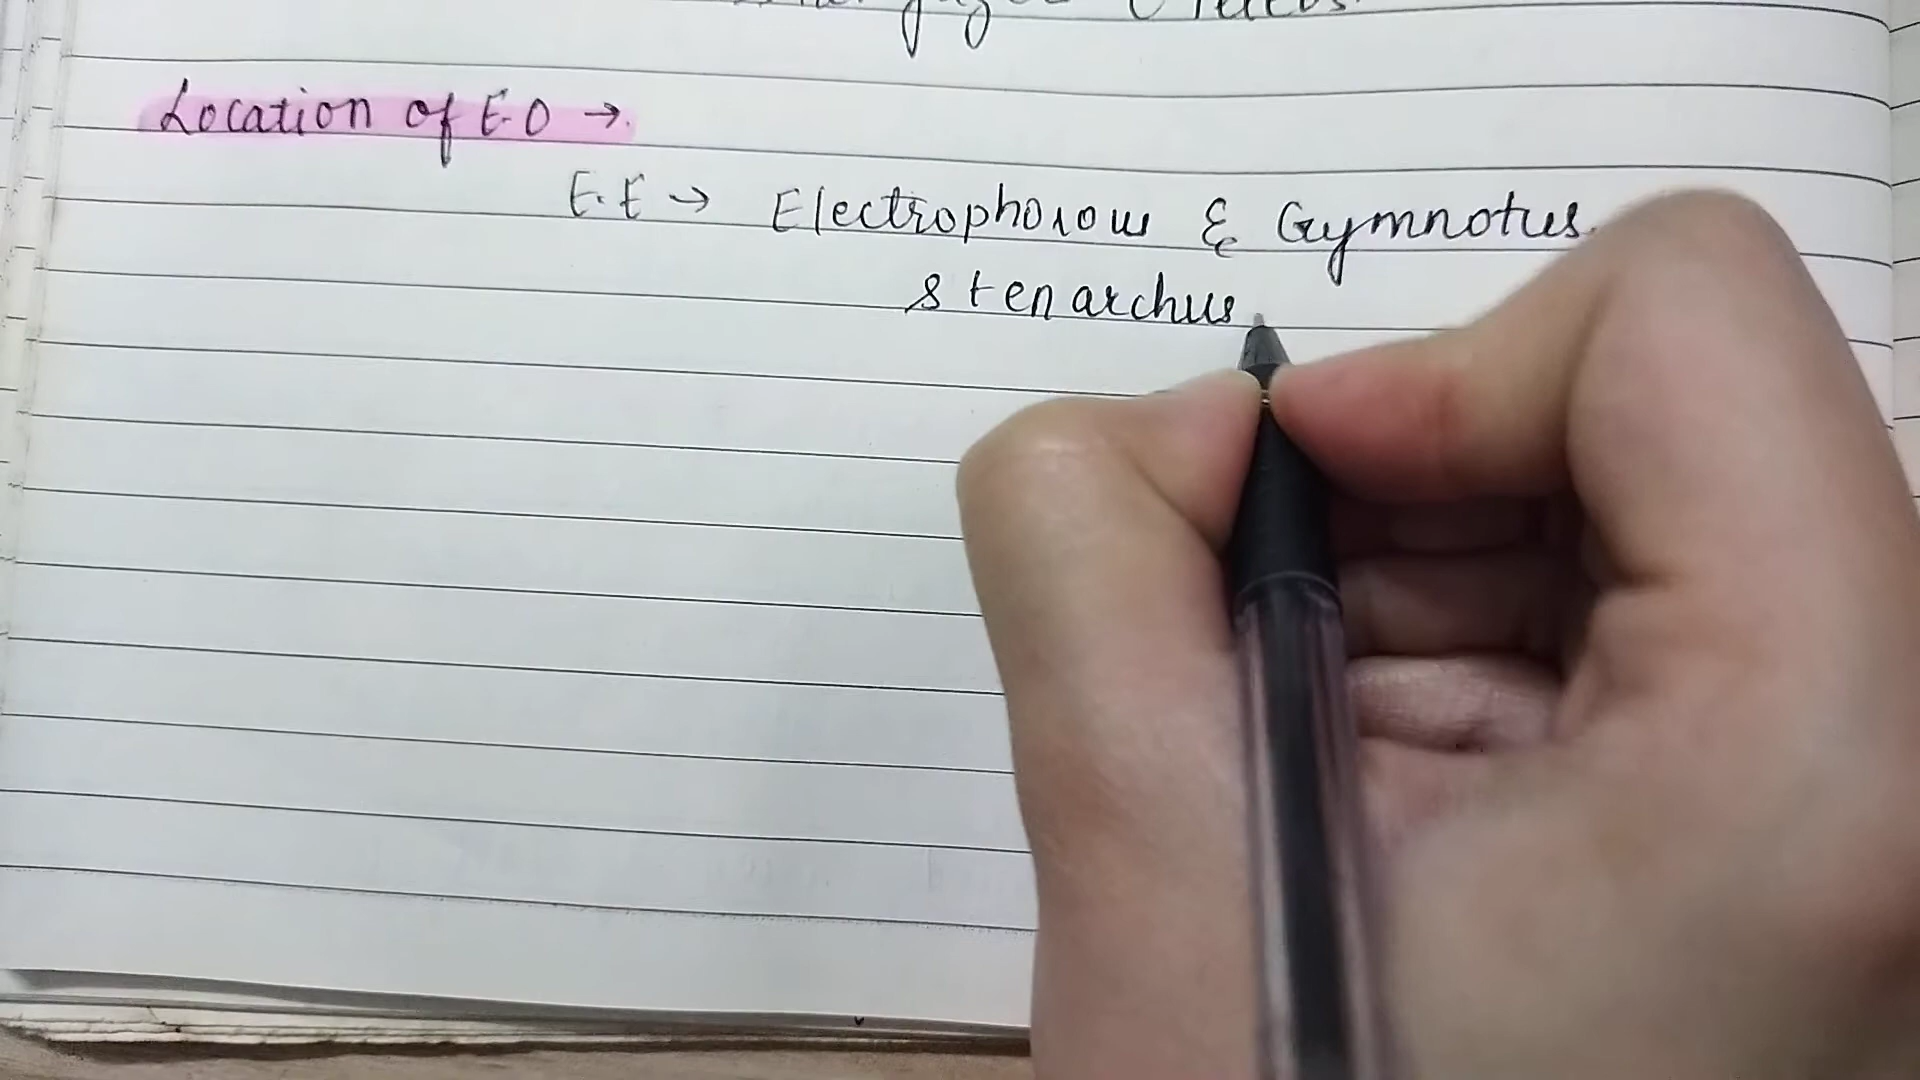 Location of E.O →
E.E → Electrophorous & Gymnotus.
stenarchus